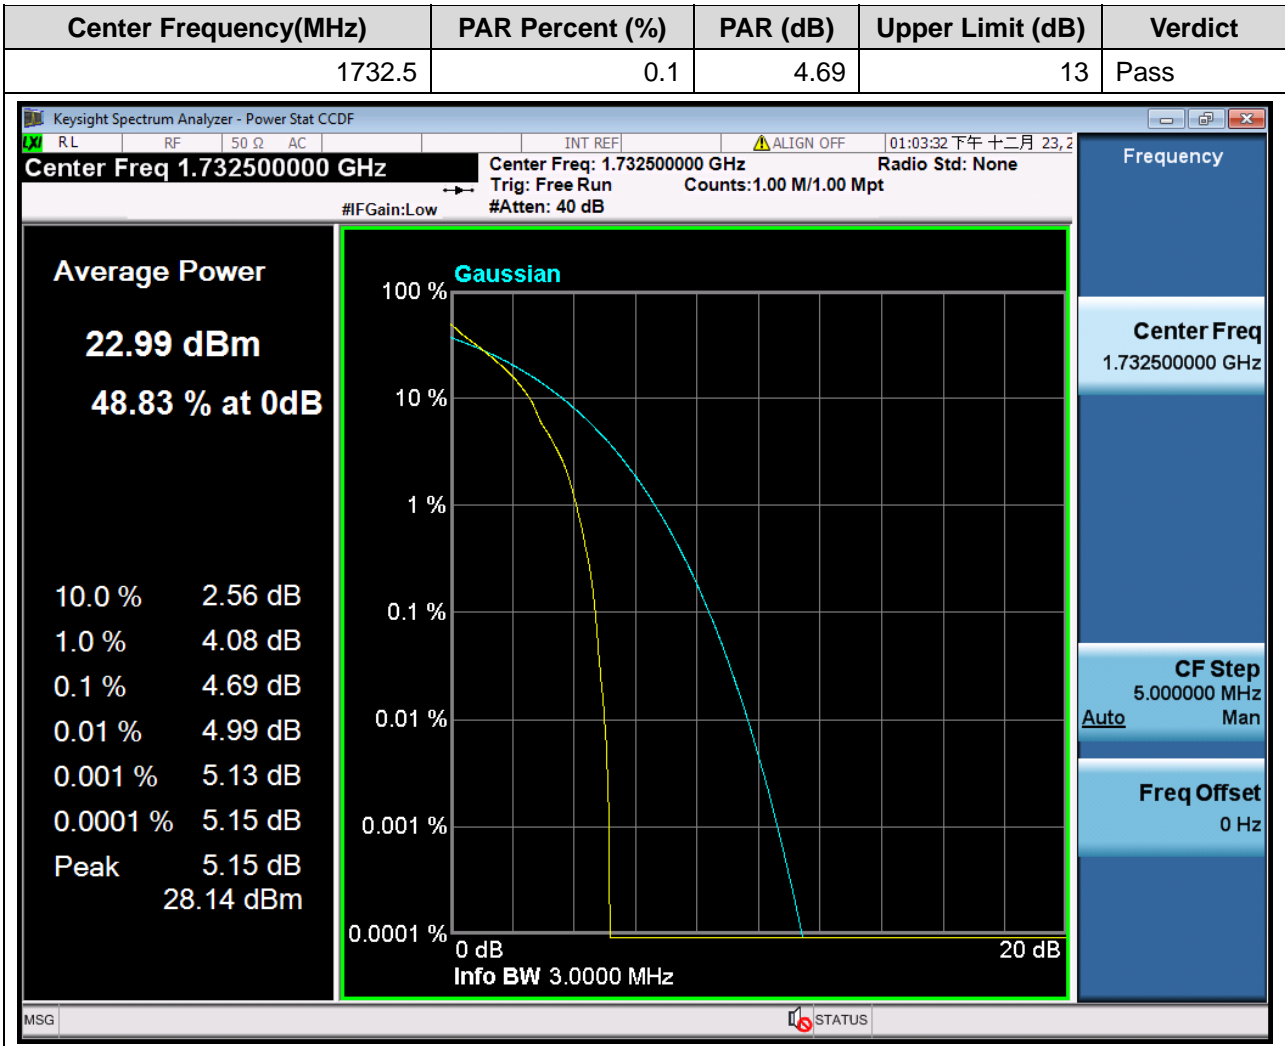 Center Frequency(MHz) PAR Percent (%) PAR (dB) Upper Limit (dB) Verdict
1732.5 0.1 4.69 13 Pass
Keysight Spectrum Analyzer - Power Stat CCDF
LXI RL RF 50 Ω AC INT REF ALIGN OFF 01:03:32下午 十二月 23, 2
Center Freq 1.732500000 GHz
Center Freq: 1.732500000 GHz Radio Std: None
Trig: Free Run Counts:1.00 M/1.00 Mpt
#IFGain:Low #Atten: 40 dB
Average Power
22.99 dBm
48.83 % at 0dB
10.0 % 2.56 dB
1.0 % 4.08 dB
0.1 % 4.69 dB
0.01 % 4.99 dB
0.001 % 5.13 dB
0.0001 % 5.15 dB
Peak 5.15 dB
28.14 dBm
Gaussian
100 %
10 %
1 %
0.1 %
0.01 %
0.001 %
0.0001 %
0 dB 20 dB
Info BW 3.0000 MHz
Frequency
Center Freq
1.732500000 GHz
CF Step
5.000000 MHz
Auto Man
Freq Offset
0 Hz
MSG STATUS